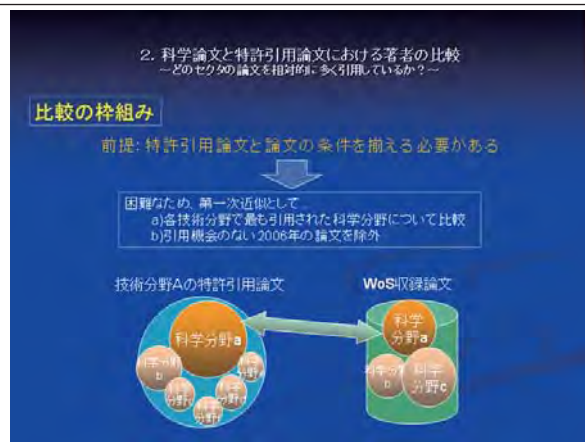 2. 科学論文と特許引用論文における著者の比較
～どのセクタの論文を相対的に多く引用しているか？～
比較の枠組み
前提：特許引用論文と論文の条件を揃える必要がある
困難なため、第一次近似として…
a)各技術分野で最も引用された科学分野について比較
b)引用機会のない2006年の論文を除外
技術分野Aの特許引用論文
WoS収録論文
科学分野a
科学分野
b
科学
分野a
科学分野
b
科学
分野c